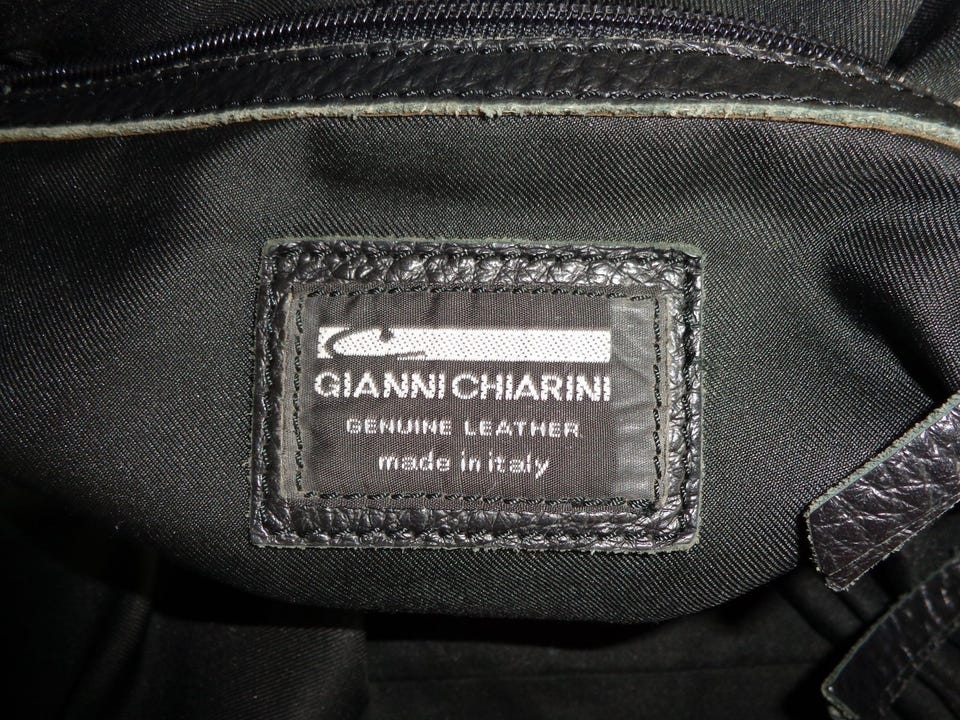 GIANNI CHIARINI
GENUINE LEATHER
made in italy